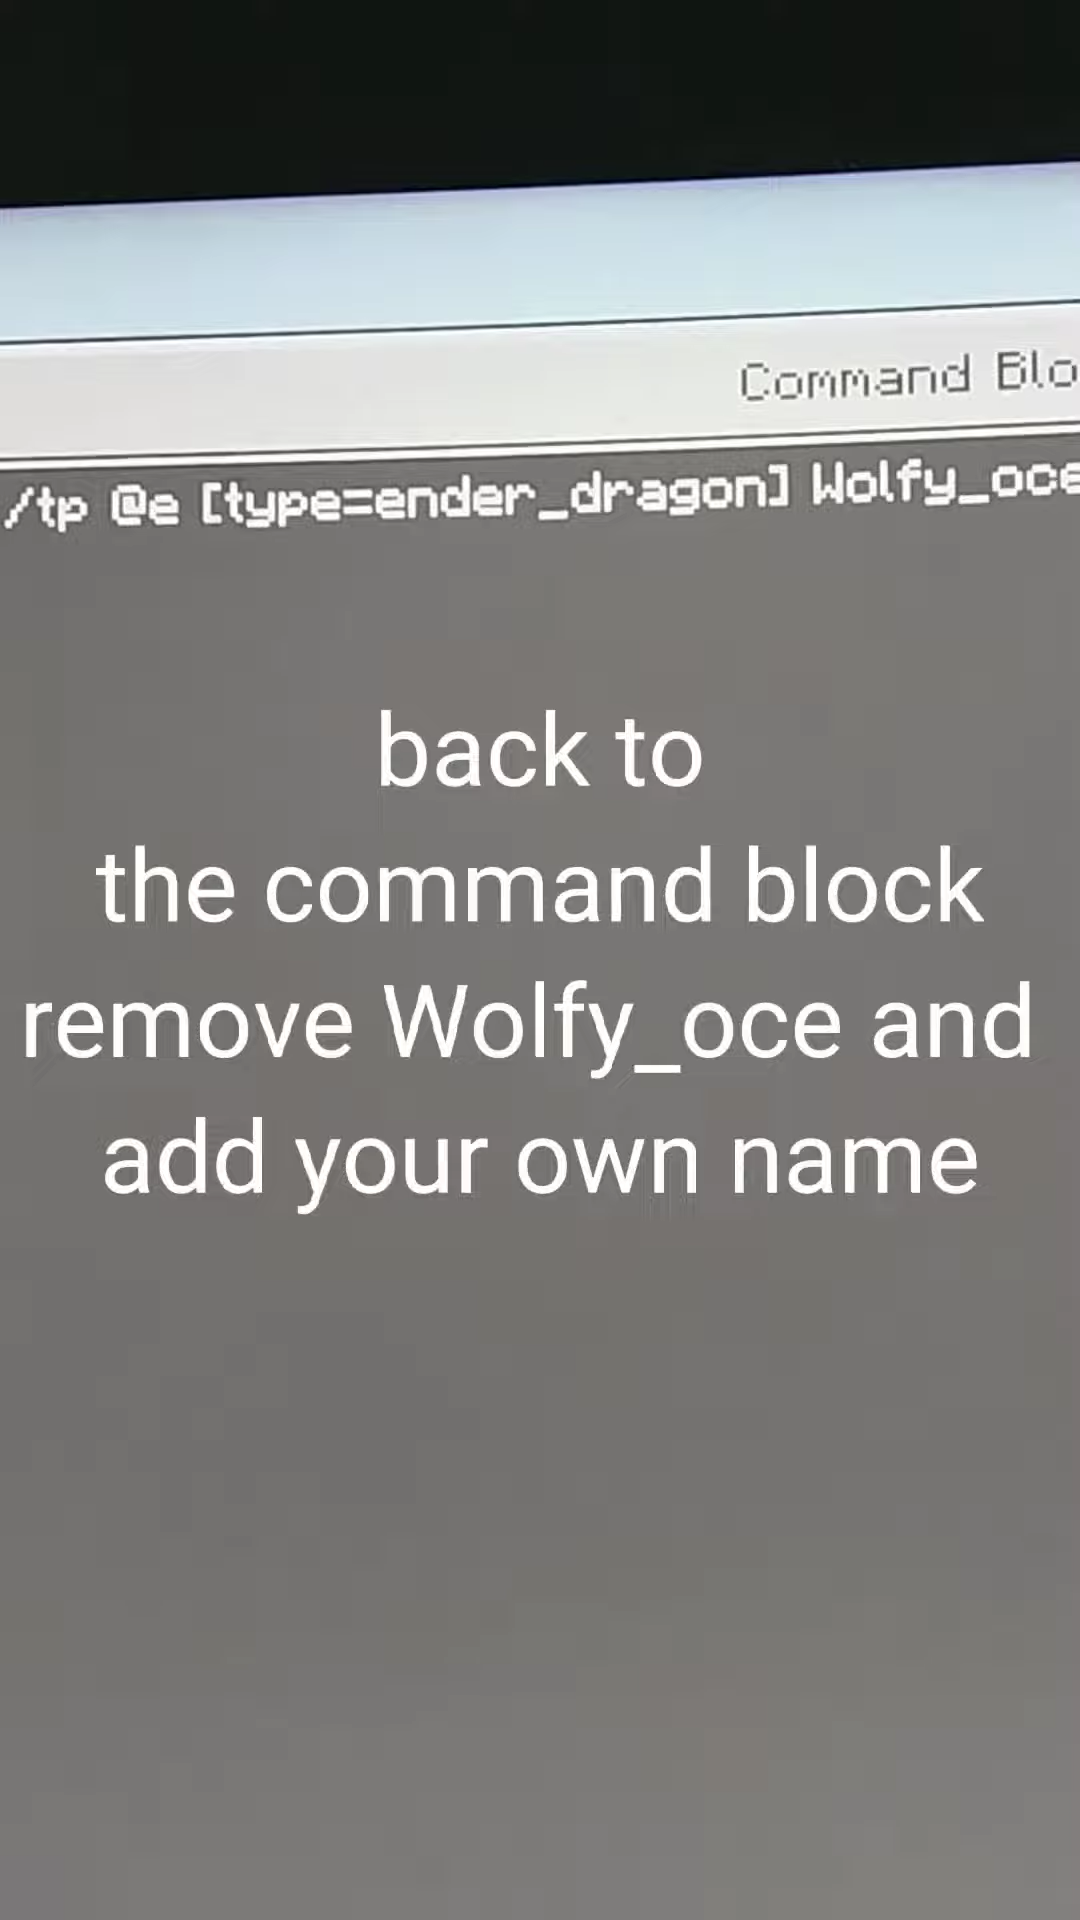 Command Blo
/tp @e [type=ender_dragon] Wolfy_oce
back to
the command block
remove Wolfy_oce and
add your own name